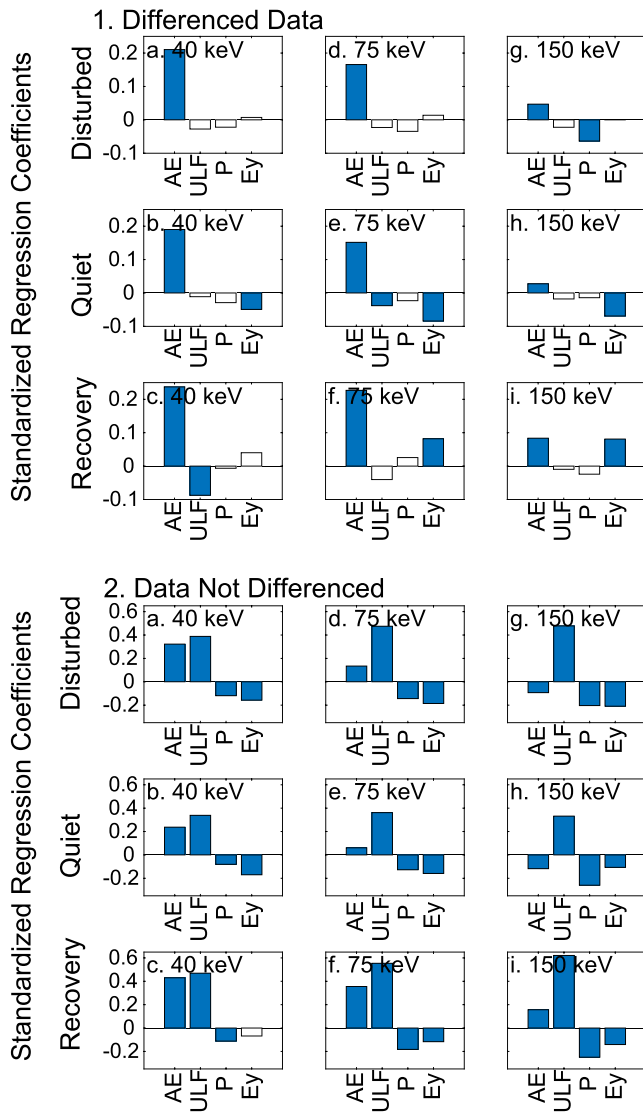 1. Differenced Data
Standardized Regression Coefficients
Disturbed
0.2
0.1
0
-0.1
a. 40 keV
AE ULF P Ey
d. 75 keV
AE ULF P Ey
g. 150 keV
AE ULF P Ey
Quiet
0.2
0.1
0
-0.1
b. 40 keV
AE ULF P Ey
e. 75 keV
AE ULF P Ey
h. 150 keV
AE ULF P Ey
Recovery
0.2
0.1
0
-0.1
c. 40 keV
AE ULF P Ey
f. 75 keV
AE ULF P Ey
i. 150 keV
AE ULF P Ey
2. Data Not Differenced
Standardized Regression Coefficients
Disturbed
0.6
0.4
0.2
0
-0.2
a. 40 keV
AE ULF P Ey
d. 75 keV
AE ULF P Ey
g. 150 keV
AE ULF P Ey
Quiet
0.6
0.4
0.2
0
-0.2
b. 40 keV
AE ULF P Ey
e. 75 keV
AE ULF P Ey
h. 150 keV
AE ULF P Ey
Recovery
0.6
0.4
0.2
0
-0.2
c. 40 keV
AE ULF P Ey
f. 75 keV
AE ULF P Ey
i. 150 keV
AE ULF P Ey